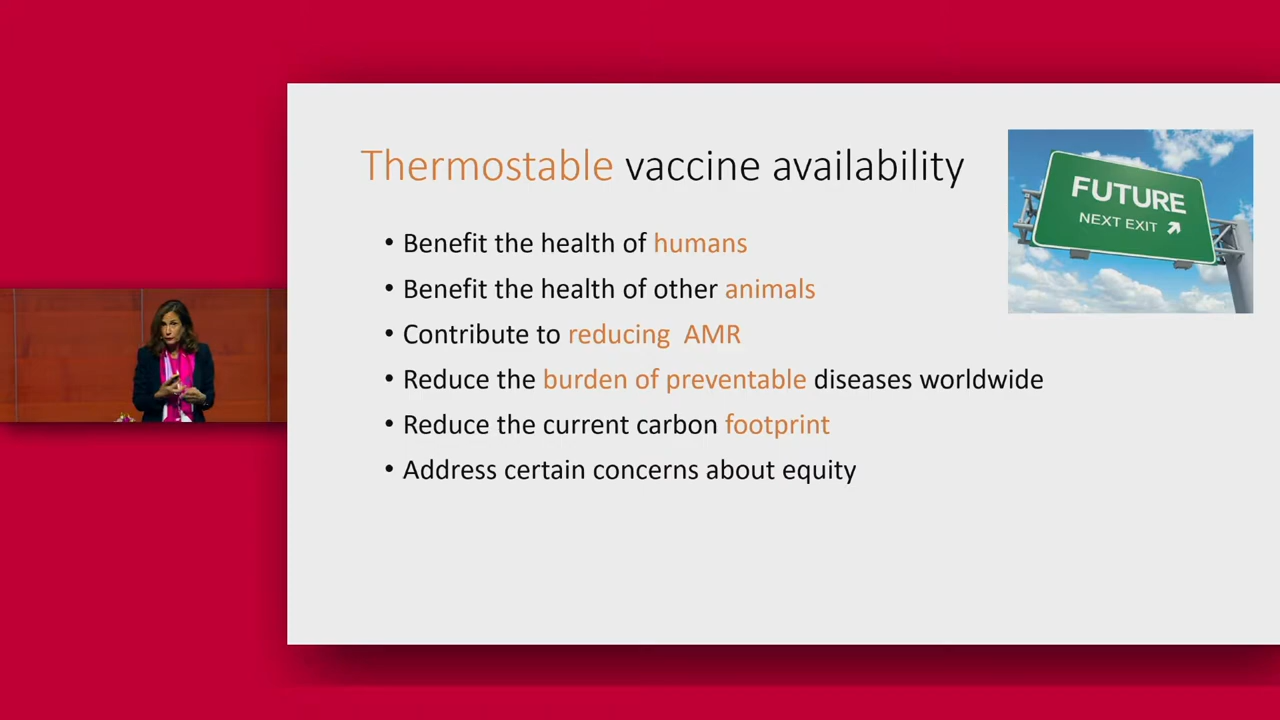 Thermostable vaccine availability
FUTURE
NEXT EXIT
• Benefit the health of humans
• Benefit the health of other animals
• Contribute to reducing  AMR
• Reduce the burden of preventable diseases worldwide
• Reduce the current carbon footprint
• Address certain concerns about equity